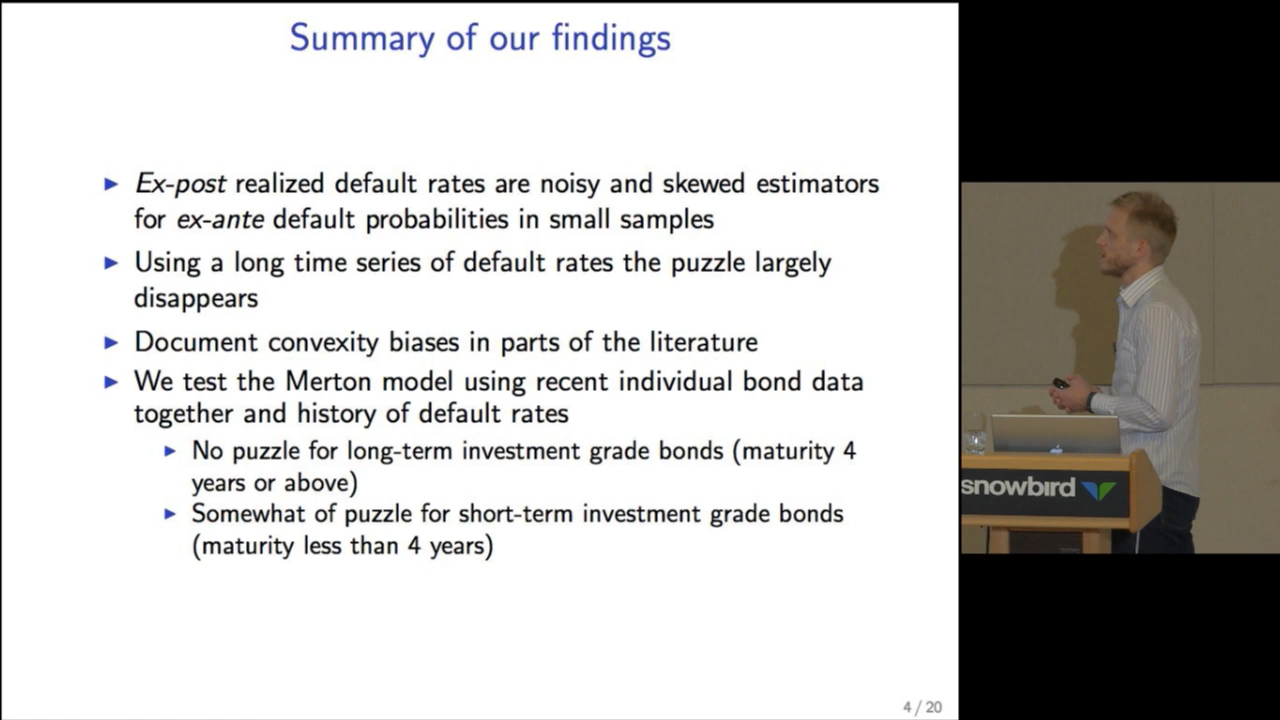 Summary of our findings
Ex-post realized default rates are noisy and skewed estimators
for ex-ante default probabilities in small samples
Using a long time series of default rates the puzzle largely
disappears
Document convexity biases in parts of the literature
We test the Merton model using recent individual bond data
together and history of default rates
No puzzle for long-term investment grade bonds (maturity 4
years or above)
Somewhat of puzzle for short-term investment grade bonds
(maturity less than 4 years)
snowbird
4 / 20